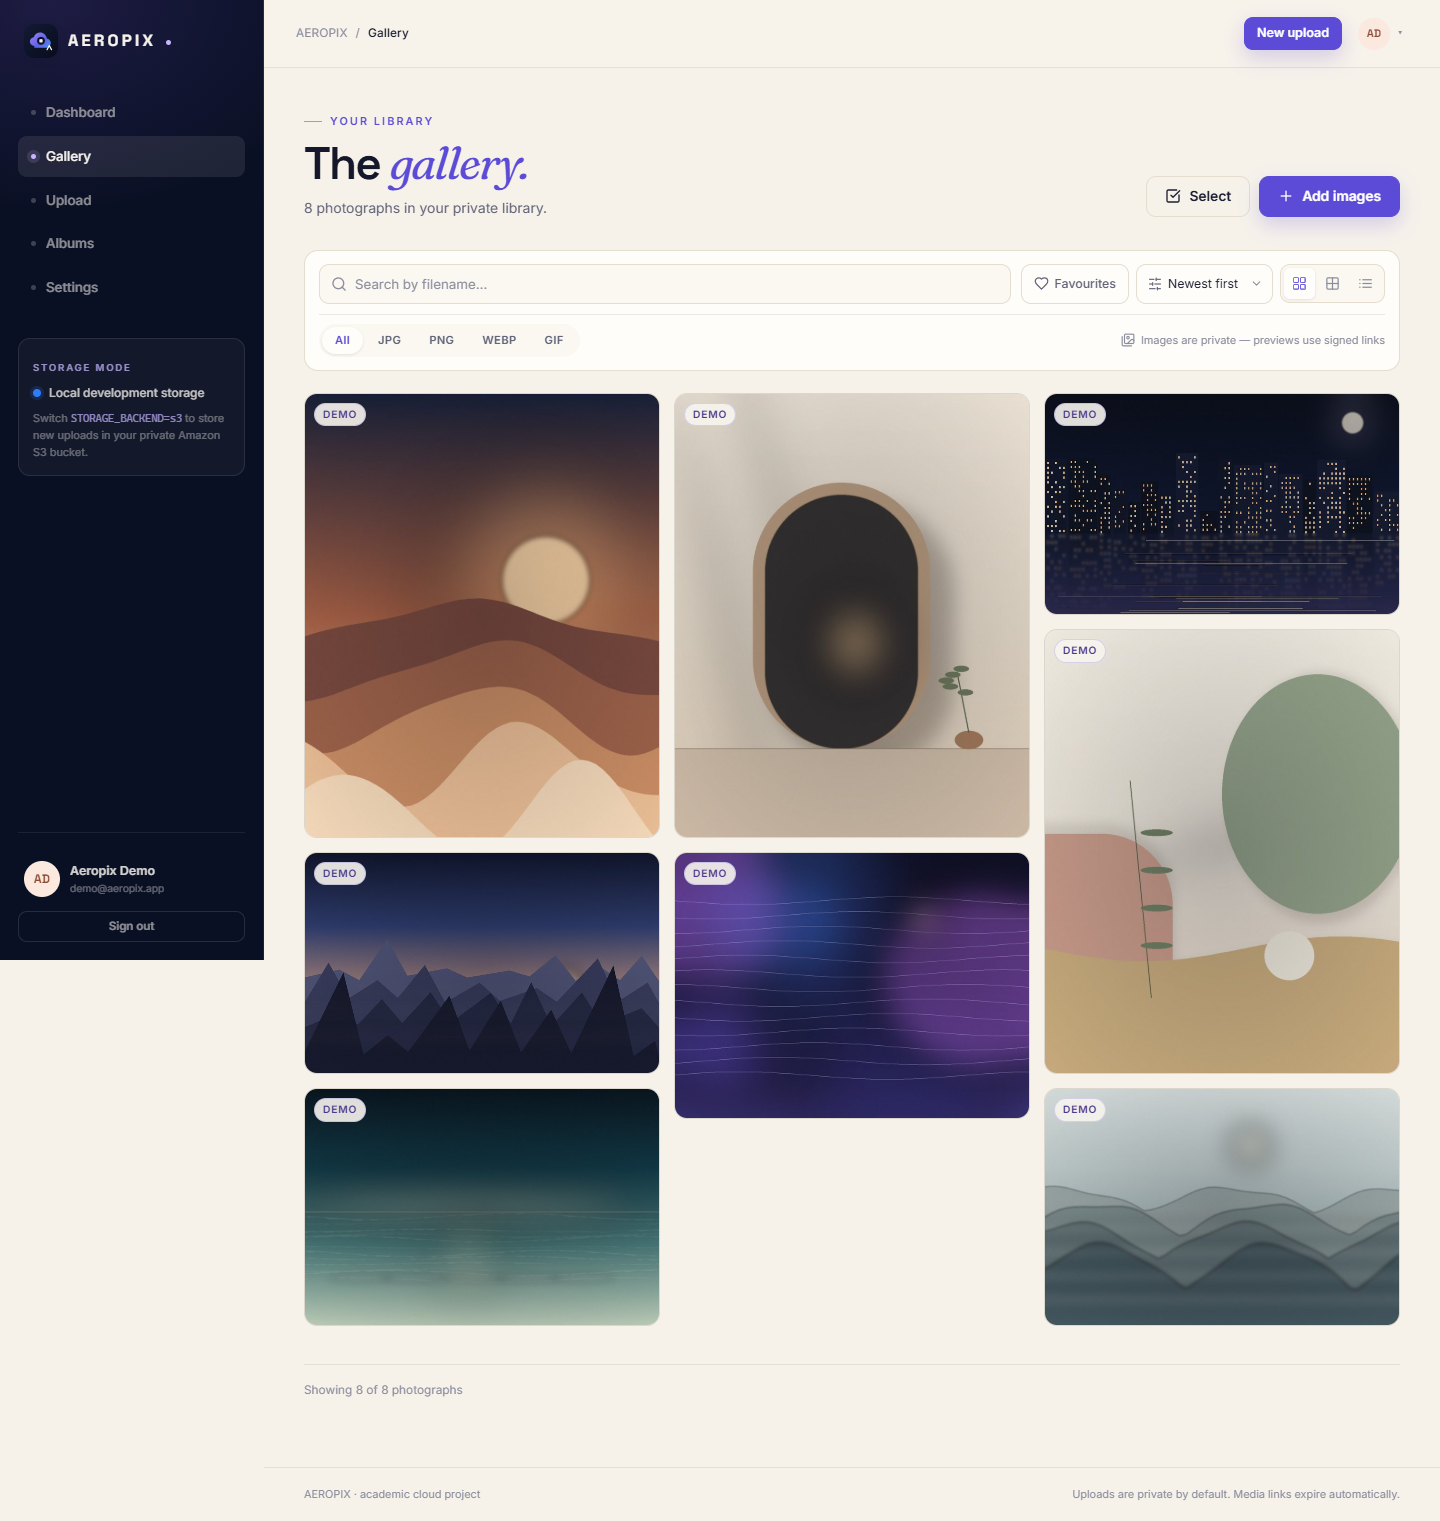 AEROPIX
Dashboard
Gallery
Upload
Albums
Settings
STORAGE MODE
Local development storage
Switch STORAGE_BACKEND=s3 to store
new uploads in your private Amazon
S3 bucket.
AD
Aeropix Demo
demo@aeropix.app
Sign out
AEROPIX / Gallery
New upload
AD
YOUR LIBRARY
The gallery.
8 photographs in your private library.
Select
Add images
Search by filename...
Favourites
Newest first
All
JPG
PNG
WEBP
GIF
Images are private — previews use signed links
DEMO
DEMO
DEMO
DEMO
DEMO
DEMO
DEMO
DEMO
Showing 8 of 8 photographs
AEROPIX · academic cloud project
Uploads are private by default. Media links expire automatically.